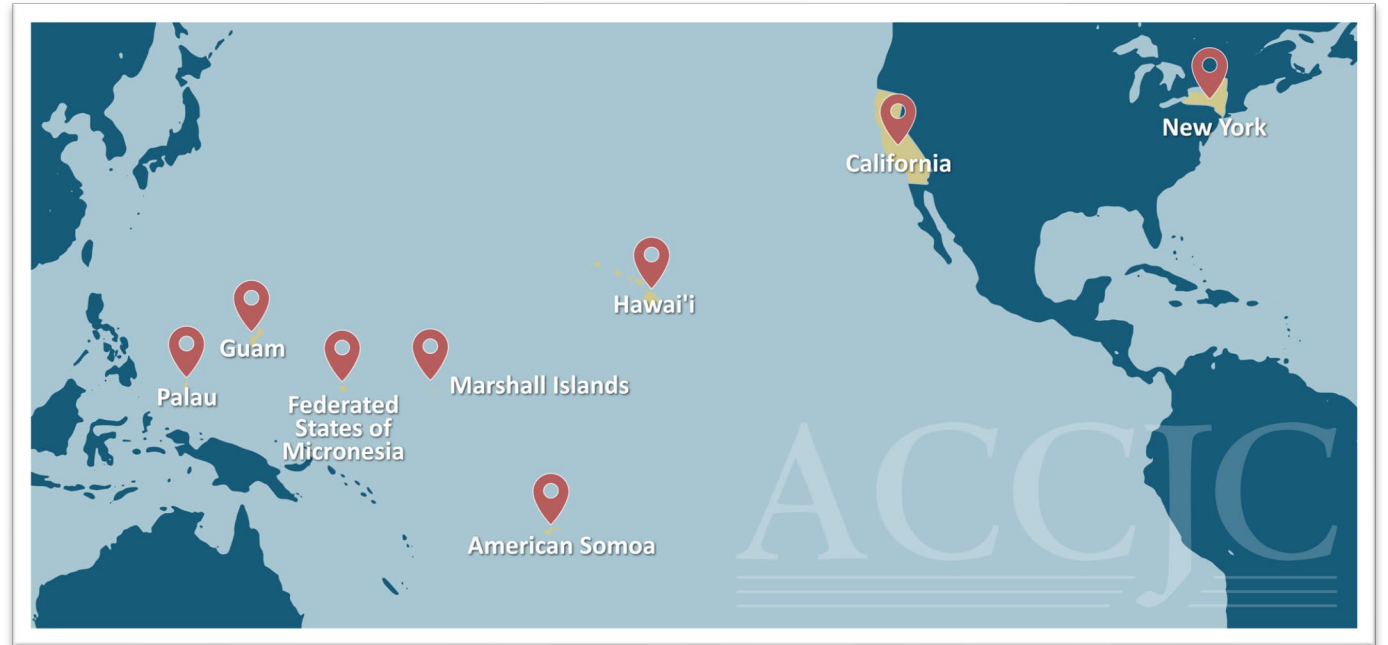 New York
California
Hawai'i
Guam
Palau
Federated
States of
Micronesia
Marshall Islands
American Somoa
ACCJC